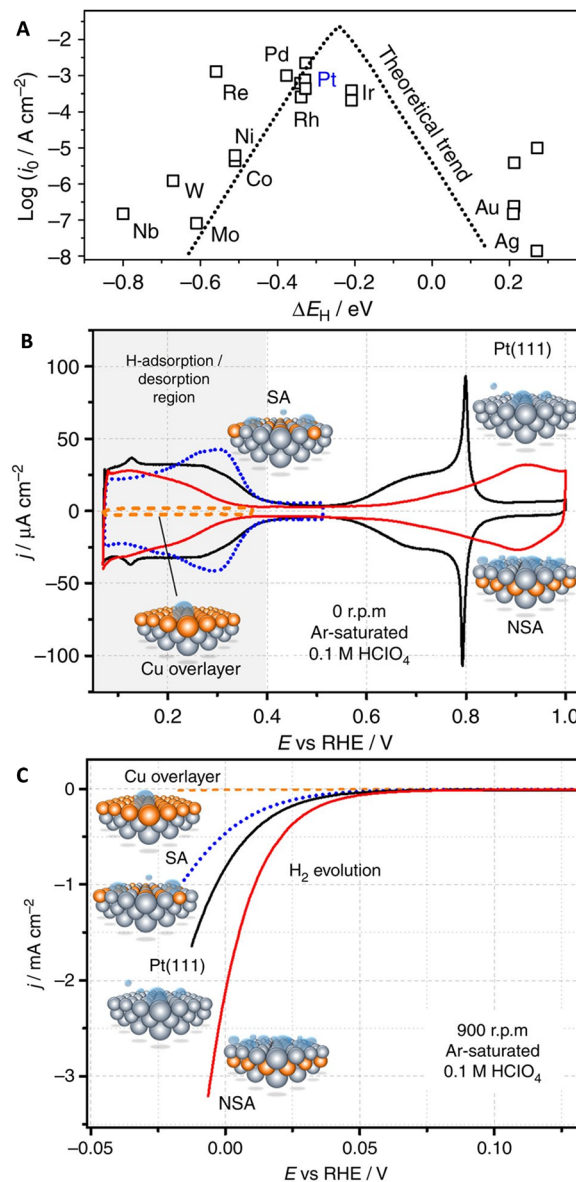 A
Log (i₀ / A cm⁻²)
−2
−3
−4
−5
−6
−7
−8
Pd
Pt
Re
Ir
Rh
Ni
Co
W
Nb
Mo
Au
Ag
Theoretical trend
−0.8
−0.6
−0.4
−0.2
0.0
0.2
ΔE_H / eV
B
j / μA cm⁻²
100
50
0
−50
−100
H-adsorption /
desorption
region
SA
Pt(111)
Cu overlayer
0 r.p.m
Ar-saturated
0.1 M HClO₄
NSA
0.2
0.4
0.6
0.8
1.0
E vs RHE / V
C
j / mA cm⁻²
0
−1
−2
−3
Cu overlayer
SA
H₂ evolution
Pt(111)
NSA
900 r.p.m
Ar-saturated
0.1 M HClO₄
−0.05
0.00
0.05
0.10
E vs RHE / V